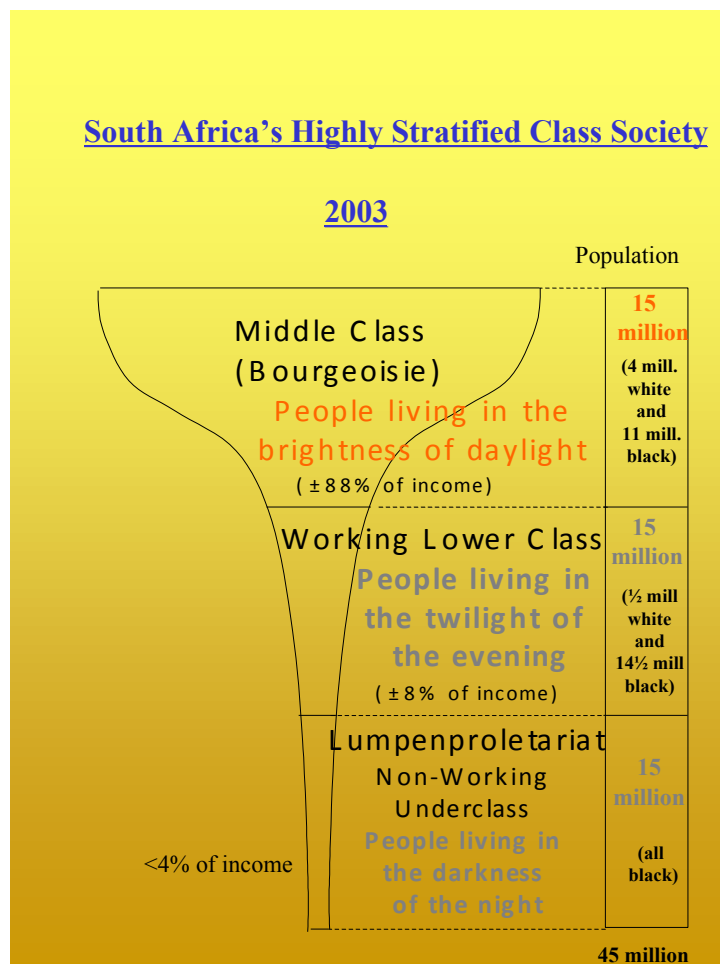 South Africa’s Highly Stratified Class Society
2003
Population
Middle Class
(Bourgeoisie)
People living in the
brightness of daylight
(±88% of income)
15
million
(4 mill.
white
and
11 mill.
black)
Working Lower Class
People living in
the twilight of
the evening
(±8% of income)
15
million
(½ mill
white
and
14½ mill
black)
Lumpenproletariat
Non-Working
Underclass
People living in
the darkness
of the night
<4% of income
15
million
(all
black)
45 million